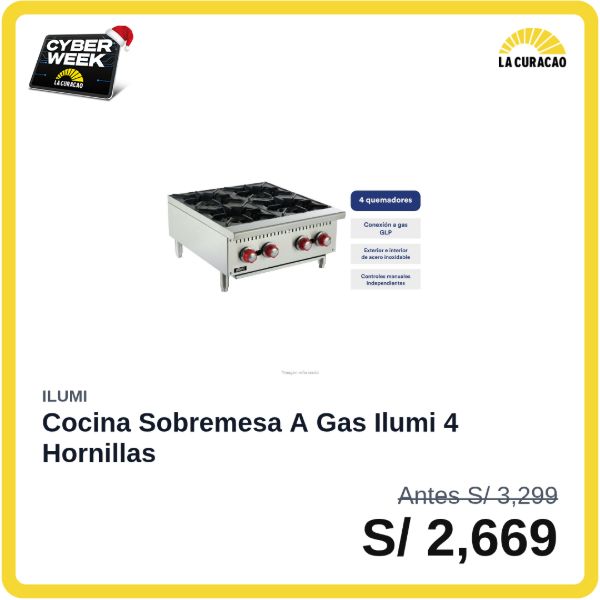 CYBER
WEEK
LA CURACAO
LA CURACAO
4 quemadores
Conexión a gas
GLP
Exterior e interior
de acero inoxidable
Controles manuales
independientes
ILUMI
Cocina Sobremesa A Gas Ilumi 4
Hornillas
Antes S/ 3,299
S/ 2,669